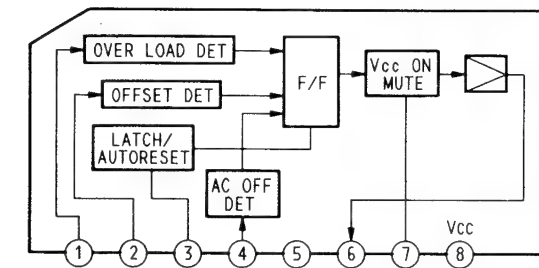 OVER LOAD DET
OFFSET DET
LATCH/
AUTORESET
AC OFF
DET
F/F
Vcc ON
MUTE
Vcc
1 2 3 4 5 6 7 8